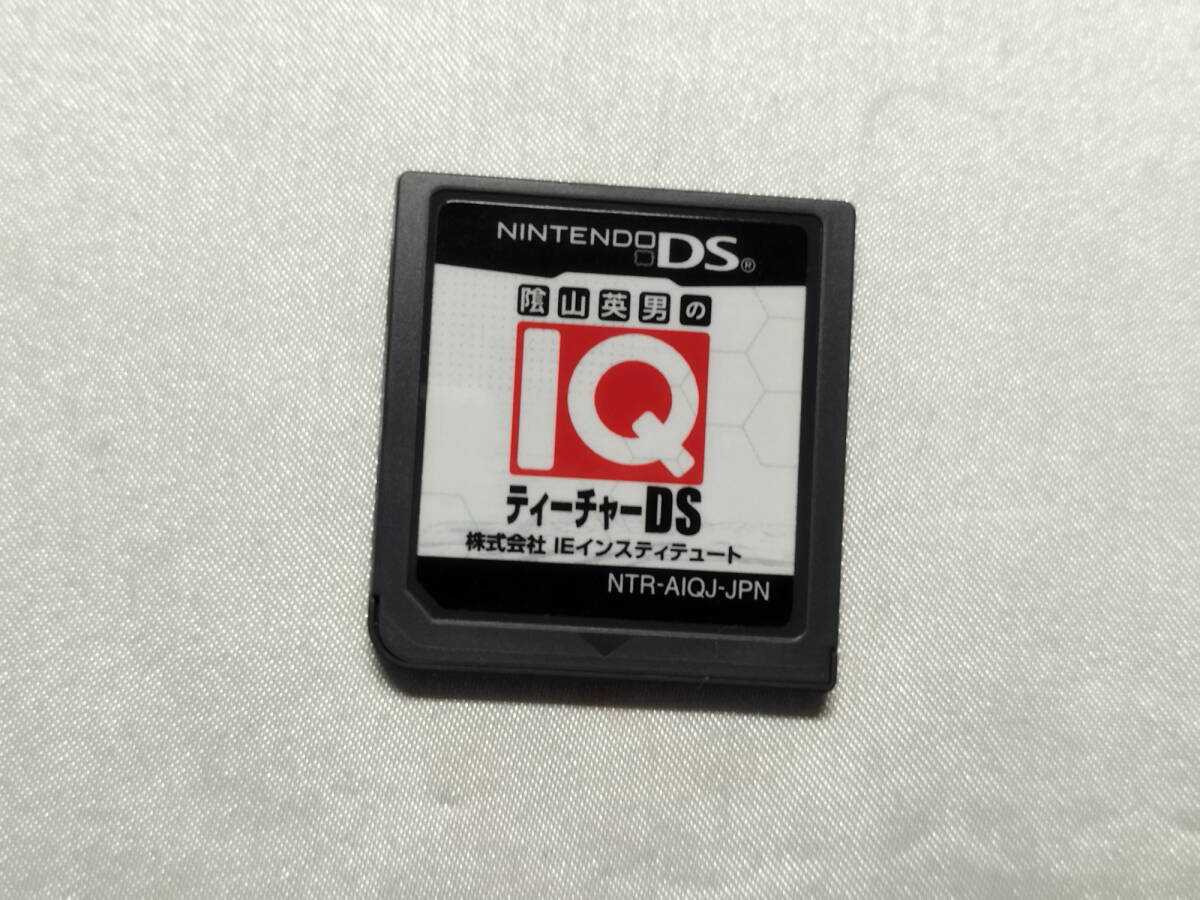 NINTENDO DS®
陰山英男の
IQ
ティーチャーDS
株式会社 IEインスティテュート
NTR-AIQJ-JPN